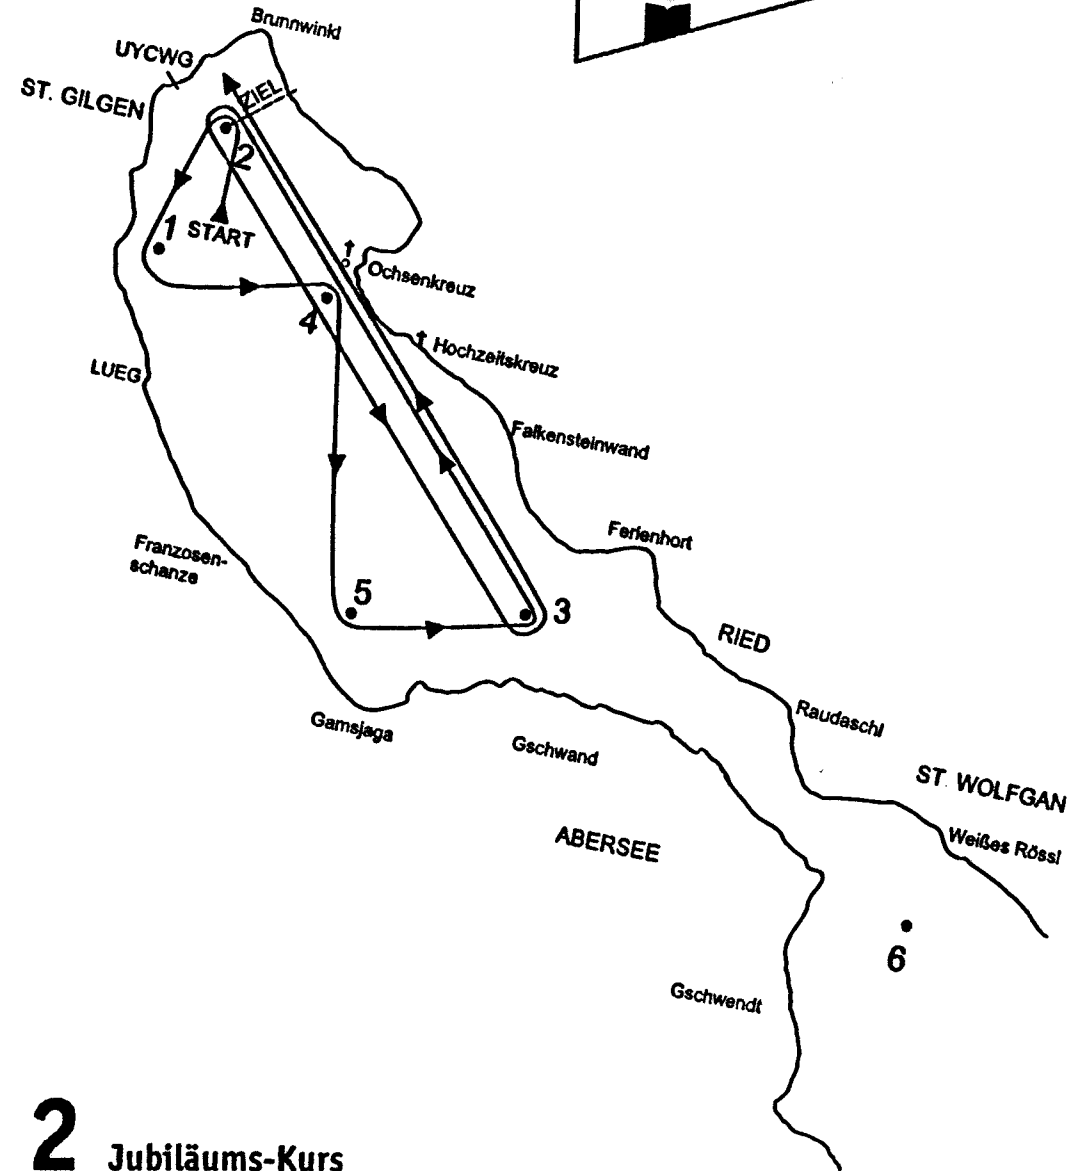 Brunnwinkl
UYCWG
ST. GILGEN
ZIEL
2
1
START
Ochsenkreuz
4
Hochzeitskreuz
LUEG
Falkensteinwand
Ferienhort
Franzosen-
schanze
5
3
RIED
Raudaschl
Gamsjaga
Gschwand
ST. WOLFGAN
Weißes Rössl
ABERSEE
6
Gschwendt
2 Jubiläums-Kurs